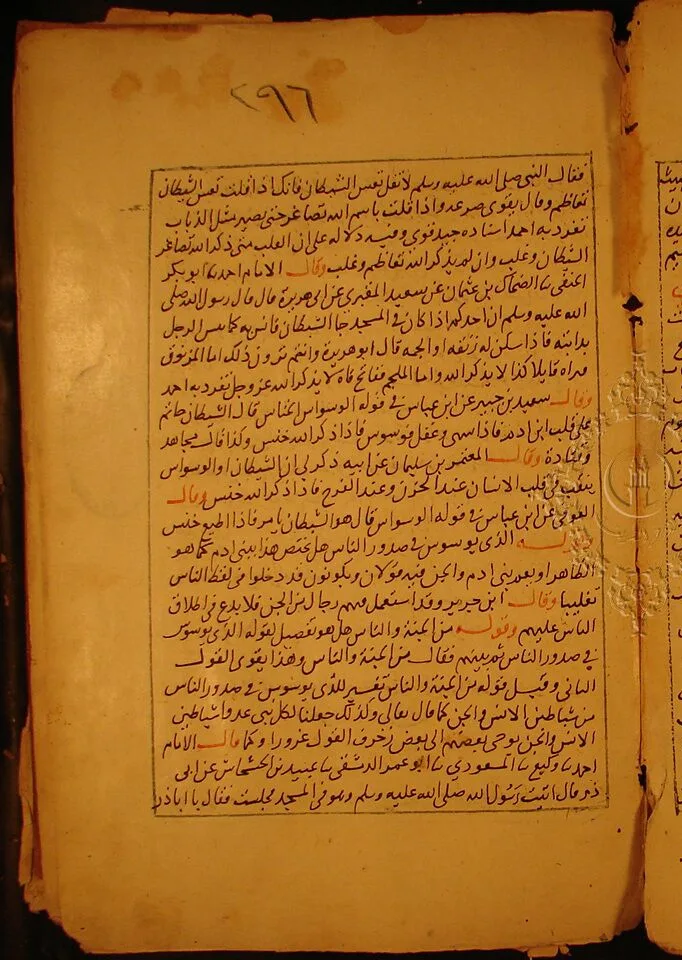 ٢٩٦
فقال النبي صلى الله عليه وسلم لا تقل تعس الشيطان فانك اذا قلت تعس الشيطان
تعاظم وقال بقوتي صرعته واذا قلت باسم الله تصاغر حتى يصير مثل الذباب
تفرد به احمد اسناده جيد قوي وفيه دلالة على ان القلب متى ذكر الله تصاغر
الشيطان وغلب وان لم يذكر الله تعاظم وغلب وقال الامام احمد ثنا ابو بكر
الحنفي ثنا الضحاك بن عثمان عن سعيد المقبري عن ابي هريرة قال قال رسول الله صلى
الله عليه وسلم ان احدكم اذا كان في المسجد جا الشيطان فابس به كما يبس الرجل
بدابته فاذا سكن له زنقه او الجمه قال ابو هريرة وانتم ترون ذلك اما المزنوق
فتراه مايلا كذا لا يذكر الله واما الملجم ففاتح فاه لا يذكر الله عز وجل تفرد به احمد
وقال سعيد بن جبير عن ابن عباس في قوله الوسواس الخناس قال الشيطان جاثم
على قلب ابن ادم فاذا سهى وغفل وسوس فاذا ذكر الله خنس وكذا قال مجاهد
وقتادة وقال المعتمر بن سليمان عن ابيه ذكر لي ان الشيطان او الوسواس
ينفث في قلب الانسان عند الحزن وعند الفرح فاذا ذكر الله خنس وقال
العوفي عن ابن عباس في قوله الوسواس قال هو الشيطان يامر فاذا اطيع خنس
وقوله الذي يوسوس في صدور الناس هل يختص هذا ببني ادم كما هو
الظاهر او يعم بني ادم والجن فيه قولان ويكونون قد دخلوا في لفظ الناس
تغليبا وقال ابن جرير وقد استعمل فيهم رجال من الجن فلا بدع في اطلاق
الناس عليهم وقوله من الجنة والناس هل هو تفصيل لقوله الذي يوسوس
في صدور الناس ثم بينهم فقال من الجنة والناس وهذا يقوى القول
الثاني وقيل قوله من الجنة والناس تفسير للذي يوسوس في صدور الناس
من شياطين الانس والجن كما قال تعالى وكذلك جعلنا لكل نبي عدوا شياطين
الانس والجن يوحي بعضهم الى بعض زخرف القول غرورا وكما قال الامام
احمد ثنا وكيع ثنا المسعودي ثنا ابو عمر الدمشقي ثنا عبيد بن الخشخاش عن ابي
ذر قال اتيت رسول الله صلى الله عليه وسلم وهو في المسجد فجلست فقال يا اباذر